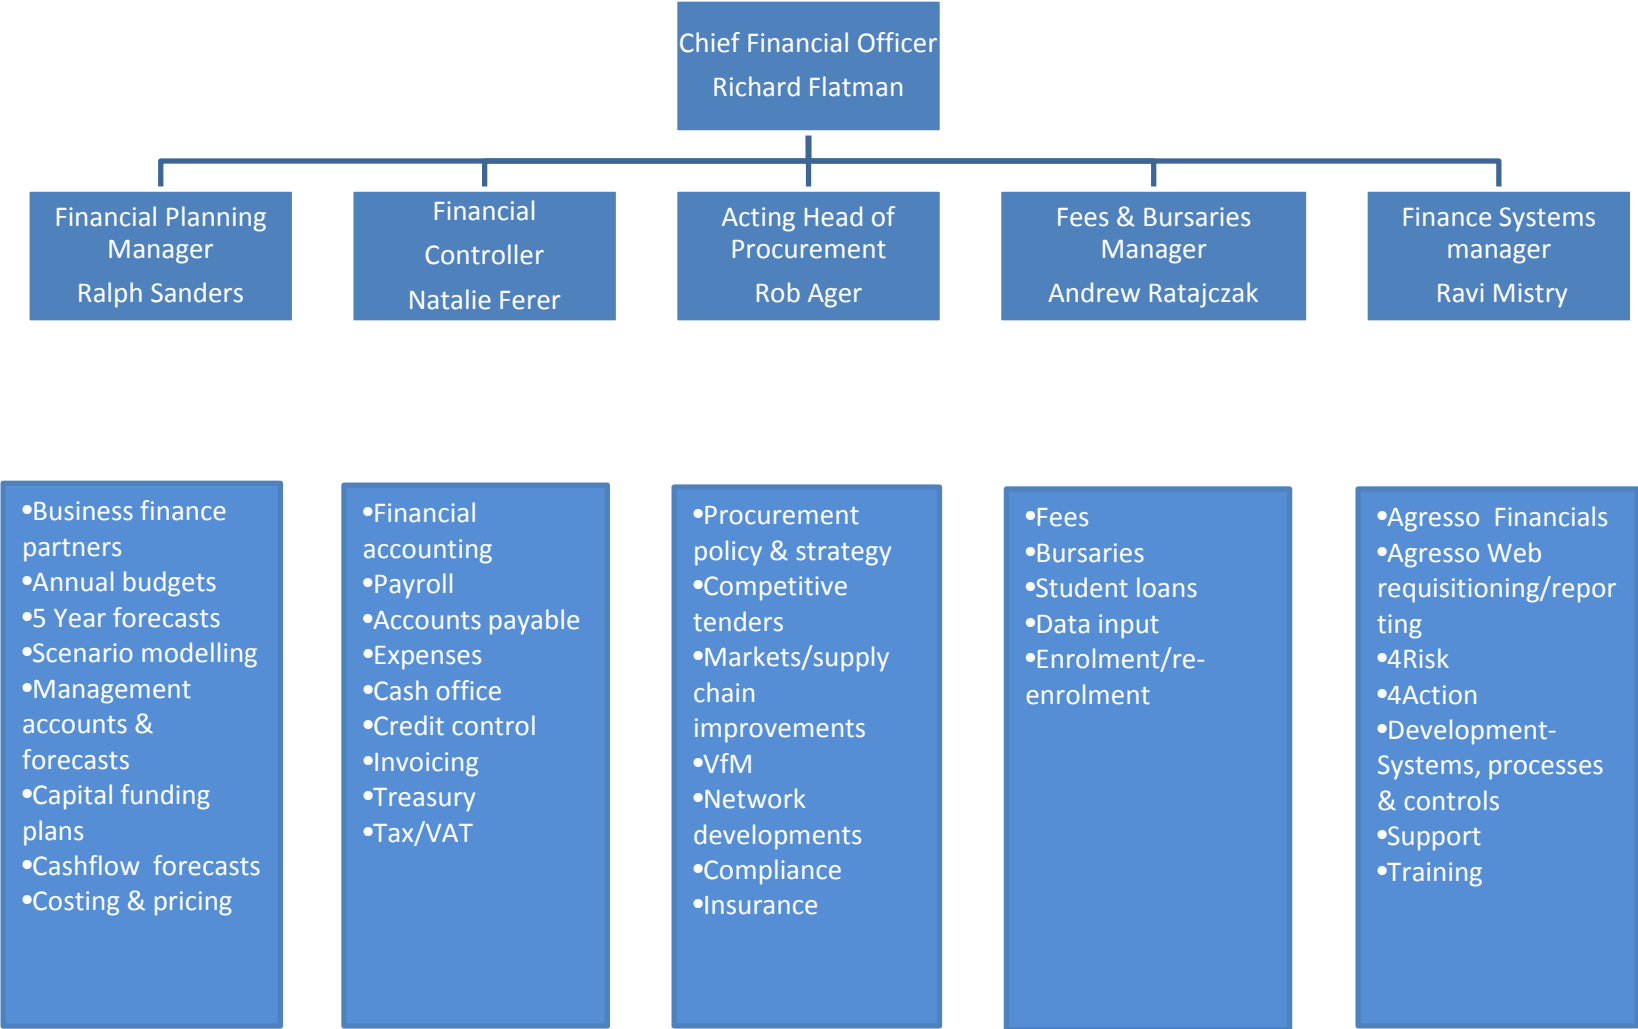 Chief Financial Officer
Richard Flatman
Financial Planning
Manager
Ralph Sanders
Financial
Controller
Natalie Ferer
Acting Head of
Procurement
Rob Ager
Fees & Bursaries
Manager
Andrew Ratajczak
Finance Systems
manager
Ravi Mistry
•Business finance
partners
•Annual budgets
•5 Year forecasts
•Scenario modelling
•Management
accounts &
forecasts
•Capital funding
plans
•Cashflow  forecasts
•Costing & pricing
•Financial
accounting
•Payroll
•Accounts payable
•Expenses
•Cash office
•Credit control
•Invoicing
•Treasury
•Tax/VAT
•Procurement
policy & strategy
•Competitive
tenders
•Markets/supply
chain
improvements
•VfM
•Network
developments
•Compliance
•Insurance
•Fees
•Bursaries
•Student loans
•Data input
•Enrolment/re-
enrolment
•Agresso  Financials
•Agresso Web
requisitioning/repor
ting
•4Risk
•4Action
•Development-
Systems, processes
& controls
•Support
•Training